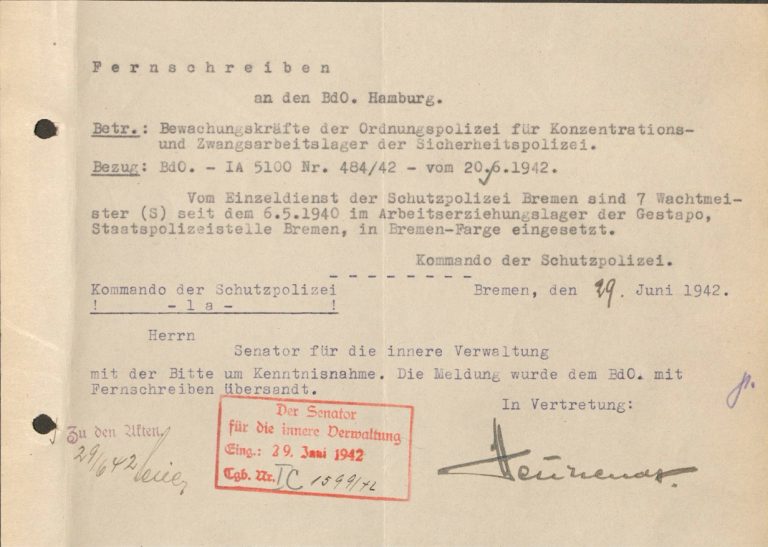 Fernschreiben
an den BdO. Hamburg.
Betr.: Bewachungskräfte der Ordnungspolizei für Konzentrations-
und Zwangsarbeitslager der Sicherheitspolizei.
Bezug: BdO. - IA 5100 Nr. 484/42 - vom 20.6.1942.
Vom Einzeldienst der Schutzpolizei Bremen sind 7 Wachtmei-
ster (S) seit dem 6.5.1940 im Arbeitserziehungslager der Gestapo,
Staatspolizeistelle Bremen, in Bremen-Farge eingesetzt.
Kommando der Schutzpolizei.
- - - - - - - - -
Kommando der Schutzpolizei
! - 1a - !
Bremen, den 29. Juni 1942.
Herrn
Senator für die innere Verwaltung
mit der Bitte um Kenntnisnahme. Die Meldung wurde dem BdO. mit
Fernschreiben übersandt.
In Vertretung:
Zu den Akten
29/6 42
Der Senator
für die innere Verwaltung
Eing.: 29. Juni 1942
Tgb. Nr. IC 1599/42